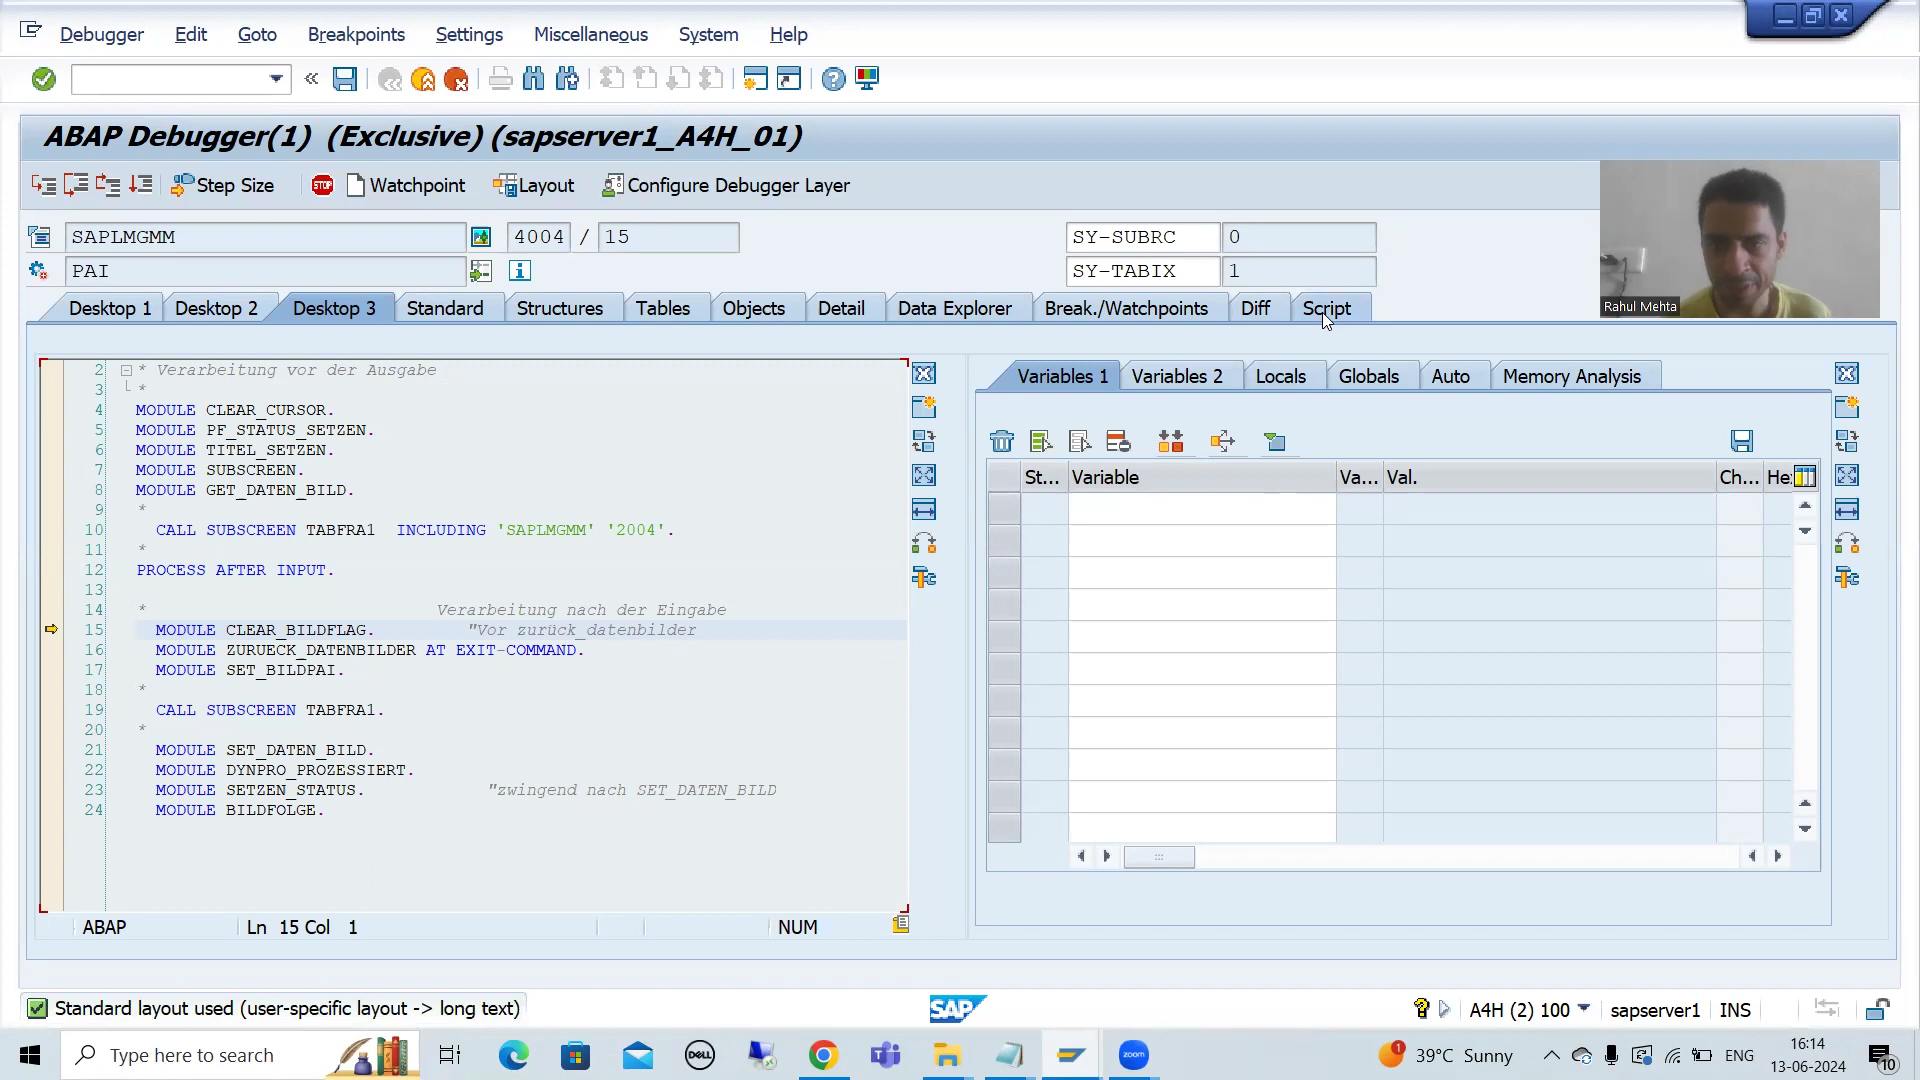 Debugger Edit Goto Breakpoints Settings Miscellaneous System Help
ABAP Debugger(1) (Exclusive) (sapserver1_A4H_01)
Step Size STOP Watchpoint Layout Configure Debugger Layer
SAPLMGMM 4004 / 15 SY-SUBRC 0
PAI SY-TABIX 1
Rahul Mehta
Desktop 1 Desktop 2 Desktop 3 Standard Structures Tables Objects Detail Data Explorer Break./Watchpoints Diff Script
Variables 1 Variables 2 Locals Globals Auto Memory Analysis
St... Variable Va... Val. Ch... He
2 * Verarbeitung vor der Ausgabe
3 *
4 MODULE CLEAR_CURSOR.
5 MODULE PF_STATUS_SETZEN.
6 MODULE TITEL_SETZEN.
7 MODULE SUBSCREEN.
8 MODULE GET_DATEN_BILD.
9 *
10 CALL SUBSCREEN TABFRA1 INCLUDING 'SAPLMGMM' '2004'.
11 *
12 PROCESS AFTER INPUT.
13
14 * Verarbeitung nach der Eingabe
15 MODULE CLEAR_BILDFLAG. "Vor zurück_datenbilder
16 MODULE ZURUECK_DATENBILDER AT EXIT-COMMAND.
17 MODULE SET_BILDPAI.
18 *
19 CALL SUBSCREEN TABFRA1.
20 *
21 MODULE SET_DATEN_BILD.
22 MODULE DYNPRO_PROZESSIERT.
23 MODULE SETZEN_STATUS. "zwingend nach SET_DATEN_BILD
24 MODULE BILDFOLGE.
ABAP Ln 15 Col 1 NUM
Standard layout used (user-specific layout -> long text) SAP A4H (2) 100 sapserver1 INS
Type here to search DELL zoom 1 39°C Sunny ENG 16:14
13-06-2024 10